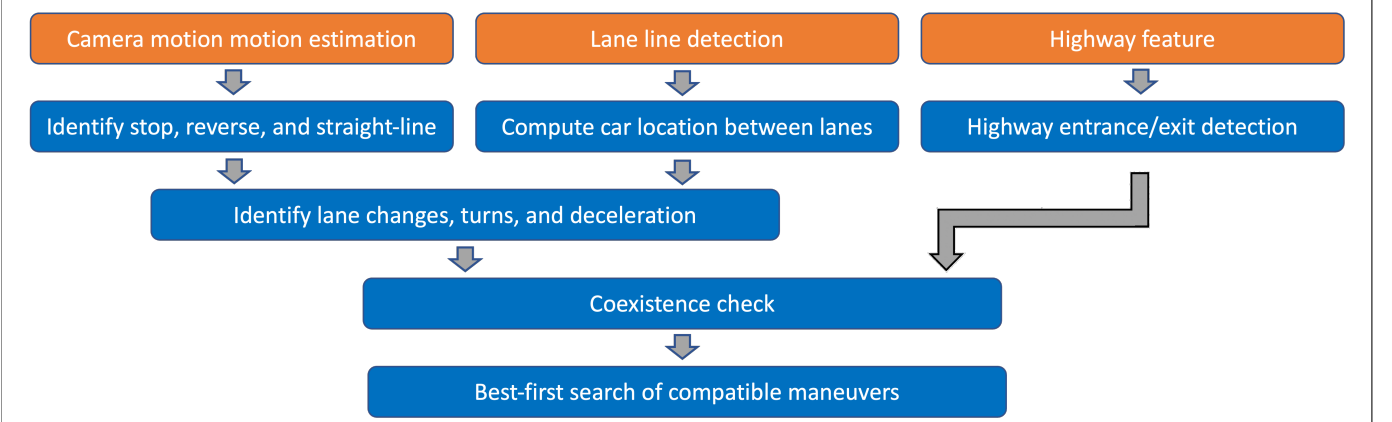 Camera motion motion estimation
Lane line detection
Highway feature
Identify stop, reverse, and straight-line
Compute car location between lanes
Highway entrance/exit detection
Identify lane changes, turns, and deceleration
Coexistence check
Best-first search of compatible maneuvers